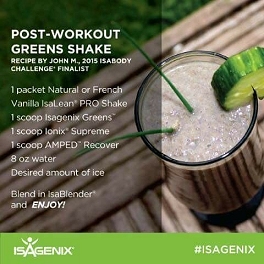 POST-WORKOUT
GREENS SHAKE
RECIPE BY JOHN M., 2015 ISABODY
CHALLENGE® FINALIST
1 packet Natural or French
Vanilla IsaLean® PRO Shake
1 scoop Isagenix Greens™
1 scoop Ionix® Supreme
1 scoop AMPED™ Recover
8 oz water
Desired amount of ice
Blend in IsaBlender®
and ENJOY!
ISAGENIX® #ISAGENIX